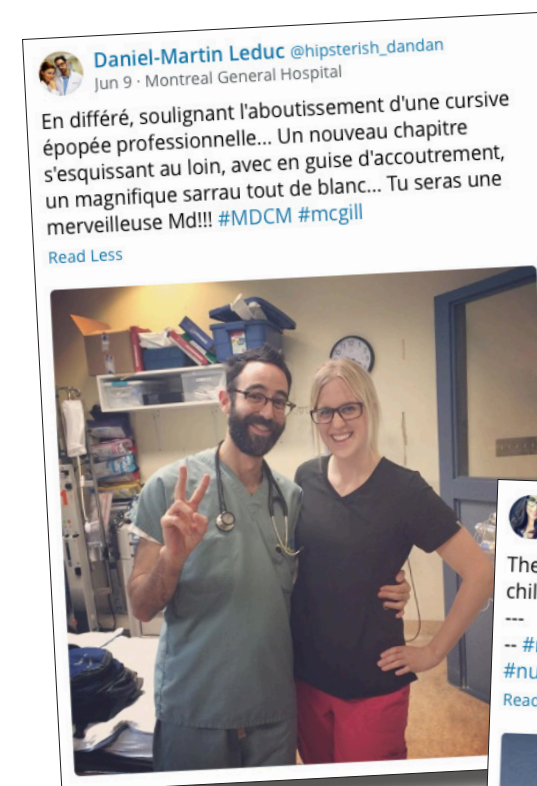 Daniel-Martin Leduc @hipsterish_dandan
Jun 9 · Montreal General Hospital
En différé, soulignant l'aboutissement d'une cursive
épopée professionnelle... Un nouveau chapitre
s'esquissant au loin, avec en guise d'accoutrement,
un magnifique sarrau tout de blanc... Tu seras une
merveilleuse Md!!! #MDCM #mcgill
Read Less
The
chil
---
-- #
#nu
Read